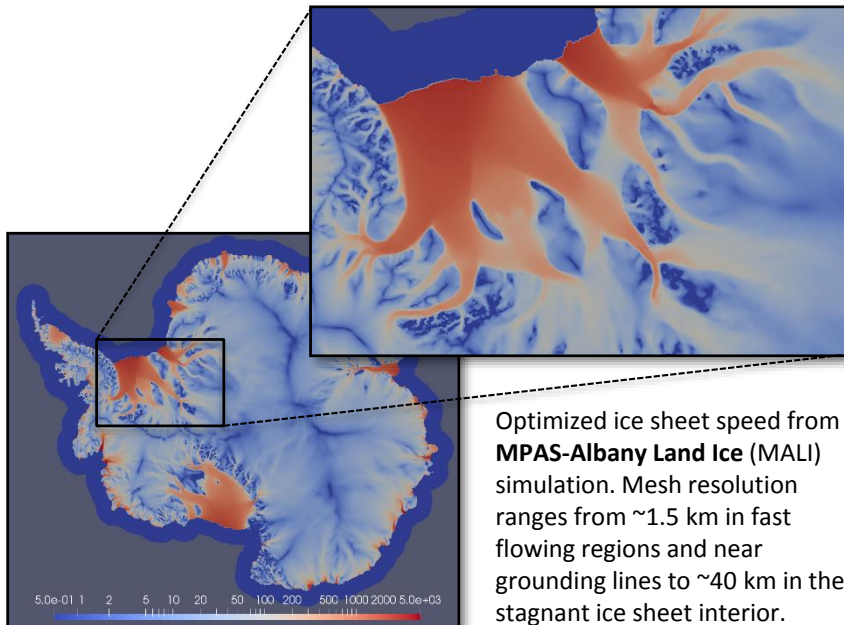 Optimized ice sheet speed from
MPAS-Albany Land Ice (MALI)
simulation. Mesh resolution
ranges from ~1.5 km in fast
flowing regions and near
grounding lines to ~40 km in the
stagnant ice sheet interior.
5.0e-01 1 2 5 10 20 50 100 200 500 1000 2000 5.0e+03